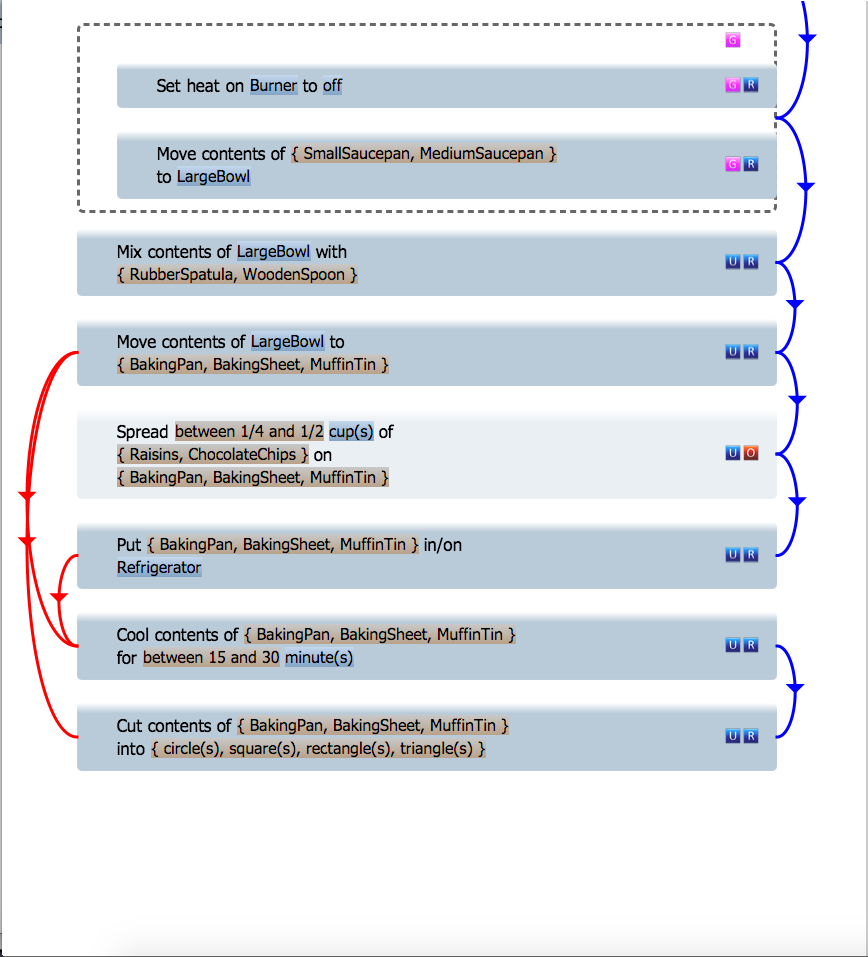 G
Set heat on Burner to off G R
Move contents of { SmallSaucepan, MediumSaucepan }
to LargeBowl G R
Mix contents of LargeBowl with
{ RubberSpatula, WoodenSpoon } U R
Move contents of LargeBowl to
{ BakingPan, BakingSheet, MuffinTin } U R
Spread between 1/4 and 1/2 cup(s) of
{ Raisins, ChocolateChips } on U O
{ BakingPan, BakingSheet, MuffinTin }
Put { BakingPan, BakingSheet, MuffinTin } in/on
Refrigerator U R
Cool contents of { BakingPan, BakingSheet, MuffinTin }
for between 15 and 30 minute(s) U R
Cut contents of { BakingPan, BakingSheet, MuffinTin }
into { circle(s), square(s), rectangle(s), triangle(s) } U R